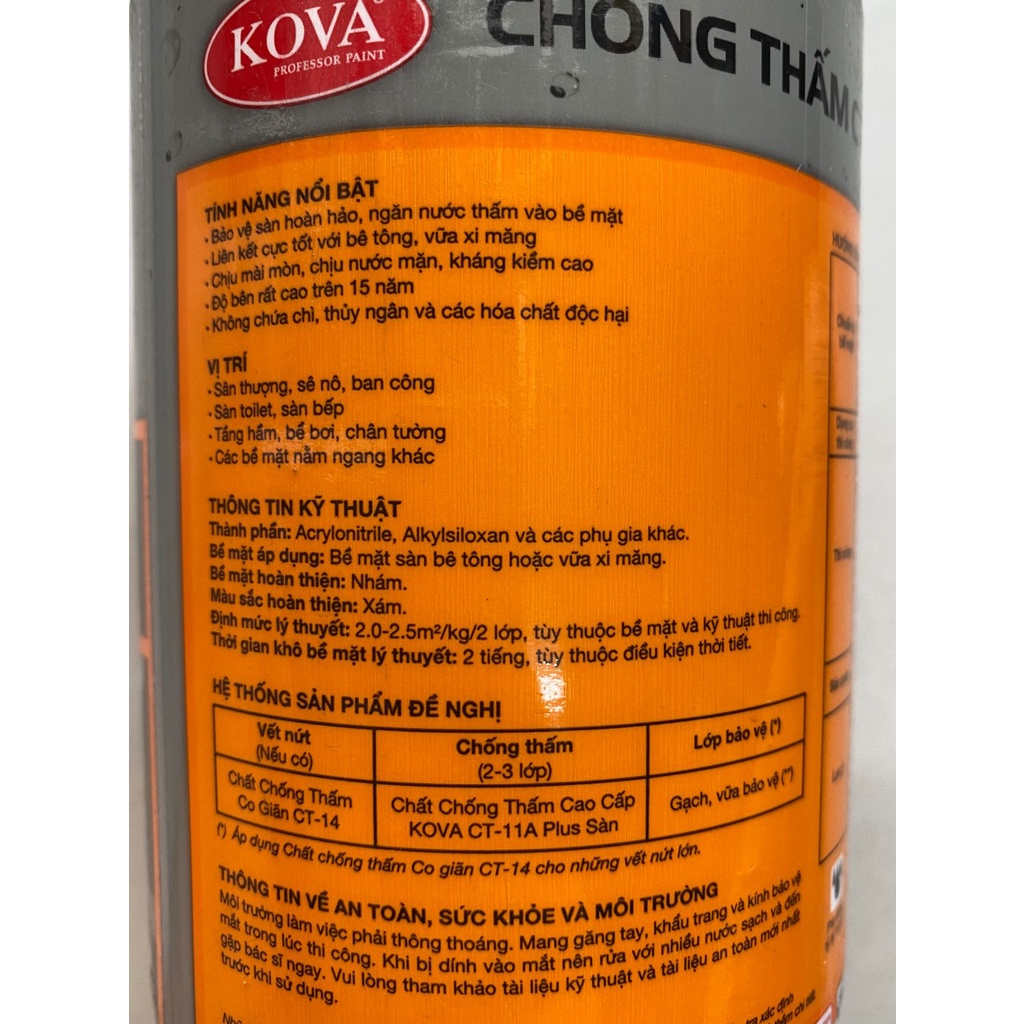 KOVA
PROFESSOR PAINT
CHỐNG THẤM
TÍNH NĂNG NỔI BẬT
• Bảo vệ sàn hoàn hảo, ngăn nước thấm vào bề mặt
• Liên kết cực tốt với bê tông, vữa xi măng
• Chịu mài mòn, chịu nước mặn, kháng kiềm cao
• Độ bền rất cao trên 15 năm
• Không chứa chì, thủy ngân và các hóa chất độc hại
VỊ TRÍ
• Sân thượng, sê nô, ban công
• Sàn toilet, sàn bếp
• Tầng hầm, bể bơi, chân tường
• Các bề mặt nằm ngang khác
THÔNG TIN KỸ THUẬT
Thành phần: Acrylonitrile, Alkylsiloxan và các phụ gia khác.
Bề mặt áp dụng: Bề mặt sàn bê tông hoặc vữa xi măng.
Bề mặt hoàn thiện: Nhám.
Màu sắc hoàn thiện: Xám.
Định mức lý thuyết: 2.0-2.5m²/kg/2 lớp, tùy thuộc bề mặt và kỹ thuật thi công.
Thời gian khô bề mặt lý thuyết: 2 tiếng, tùy thuộc điều kiện thời tiết.
HỆ THỐNG SẢN PHẨM ĐỀ NGHỊ
Vết nứt
(Nếu có)
Chống thấm
(2-3 lớp)
Lớp bảo vệ (*)
Chất Chống Thấm
Co Giãn CT-14
Chất Chống Thấm Cao Cấp
KOVA CT-11A Plus Sàn
Gạch, vữa bảo vệ (**)
(*) Áp dụng Chất chống thấm Co giãn CT-14 cho những vết nứt lớn.
THÔNG TIN VỀ AN TOÀN, SỨC KHỎE VÀ MÔI TRƯỜNG
Môi trường làm việc phải thông thoáng. Mang găng tay, khẩu trang và kính bảo vệ
mắt trong lúc thi công. Khi bị dính vào mắt nên rửa với nhiều nước sạch và đến
gặp bác sĩ ngay. Vui lòng tham khảo tài liệu kỹ thuật và tài liệu an toàn mới nhất
trước khi sử dụng.